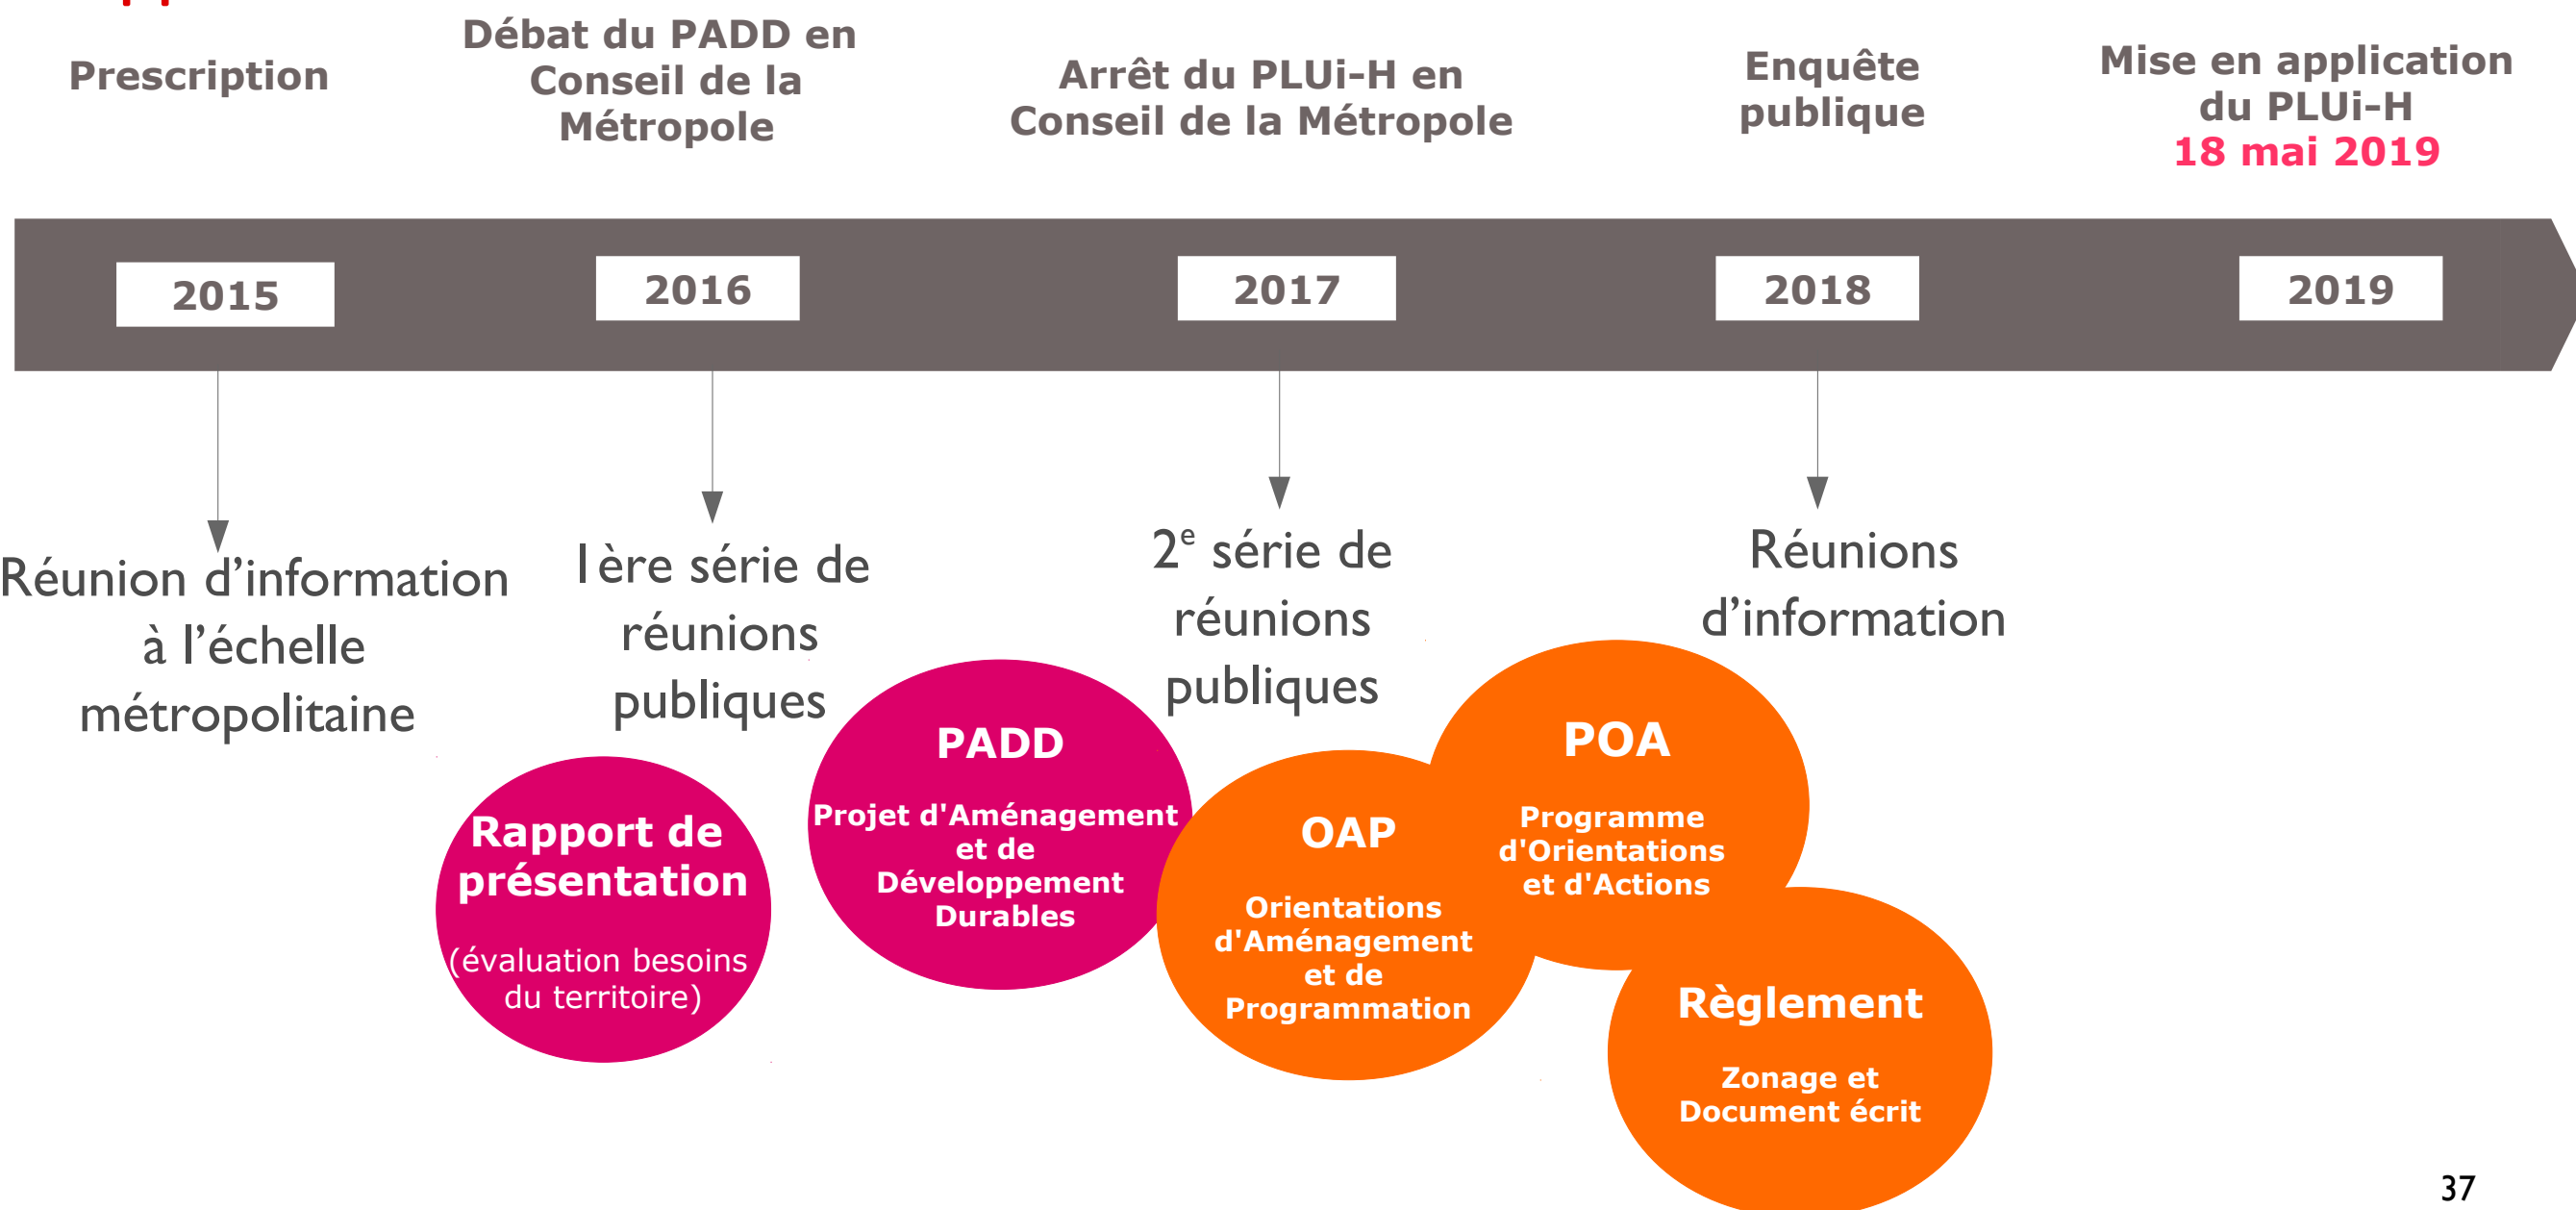 Prescription
Débat du PADD en
Conseil de la
Métropole
Arrêt du PLUi-H en
Conseil de la Métropole
Enquête
publique
Mise en application
du PLUi-H
18 mai 2019
2015
2016
2017
2018
2019
Réunion d’information
à l’échelle
métropolitaine
1ère série de
réunions
publiques
2e série de
réunions
publiques
Réunions
d’information
Rapport de
présentation
(évaluation besoins
du territoire)
PADD
Projet d'Aménagement
et de
Développement
Durables
OAP
Orientations
d'Aménagement
et de
Programmation
POA
Programme
d'Orientations
et d'Actions
Règlement
Zonage et
Document écrit
37